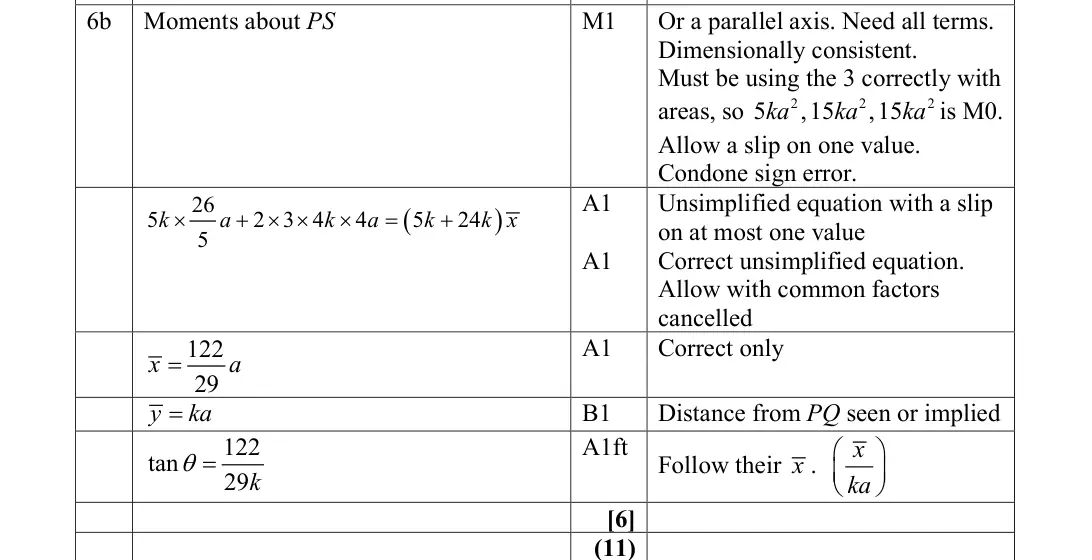 6b Moments about PS M1 Or a parallel axis. Need all terms.
Dimensionally consistent.
Must be using the 3 correctly with
areas, so 5ka², 15ka², 15ka² is M0.
Allow a slip on one value.
Condone sign error.
5k × 26/5 a + 2 × 3 × 4k × 4a = (5k + 24k) x̅ A1 Unsimplified equation with a slip
on at most one value
A1 Correct unsimplified equation.
Allow with common factors
cancelled
x̅ = 122/29 a A1 Correct only
y̅ = ka B1 Distance from PQ seen or implied
tan θ = 122/29k A1ft Follow their x̅ . (x̅/ka)
[6]
(11)